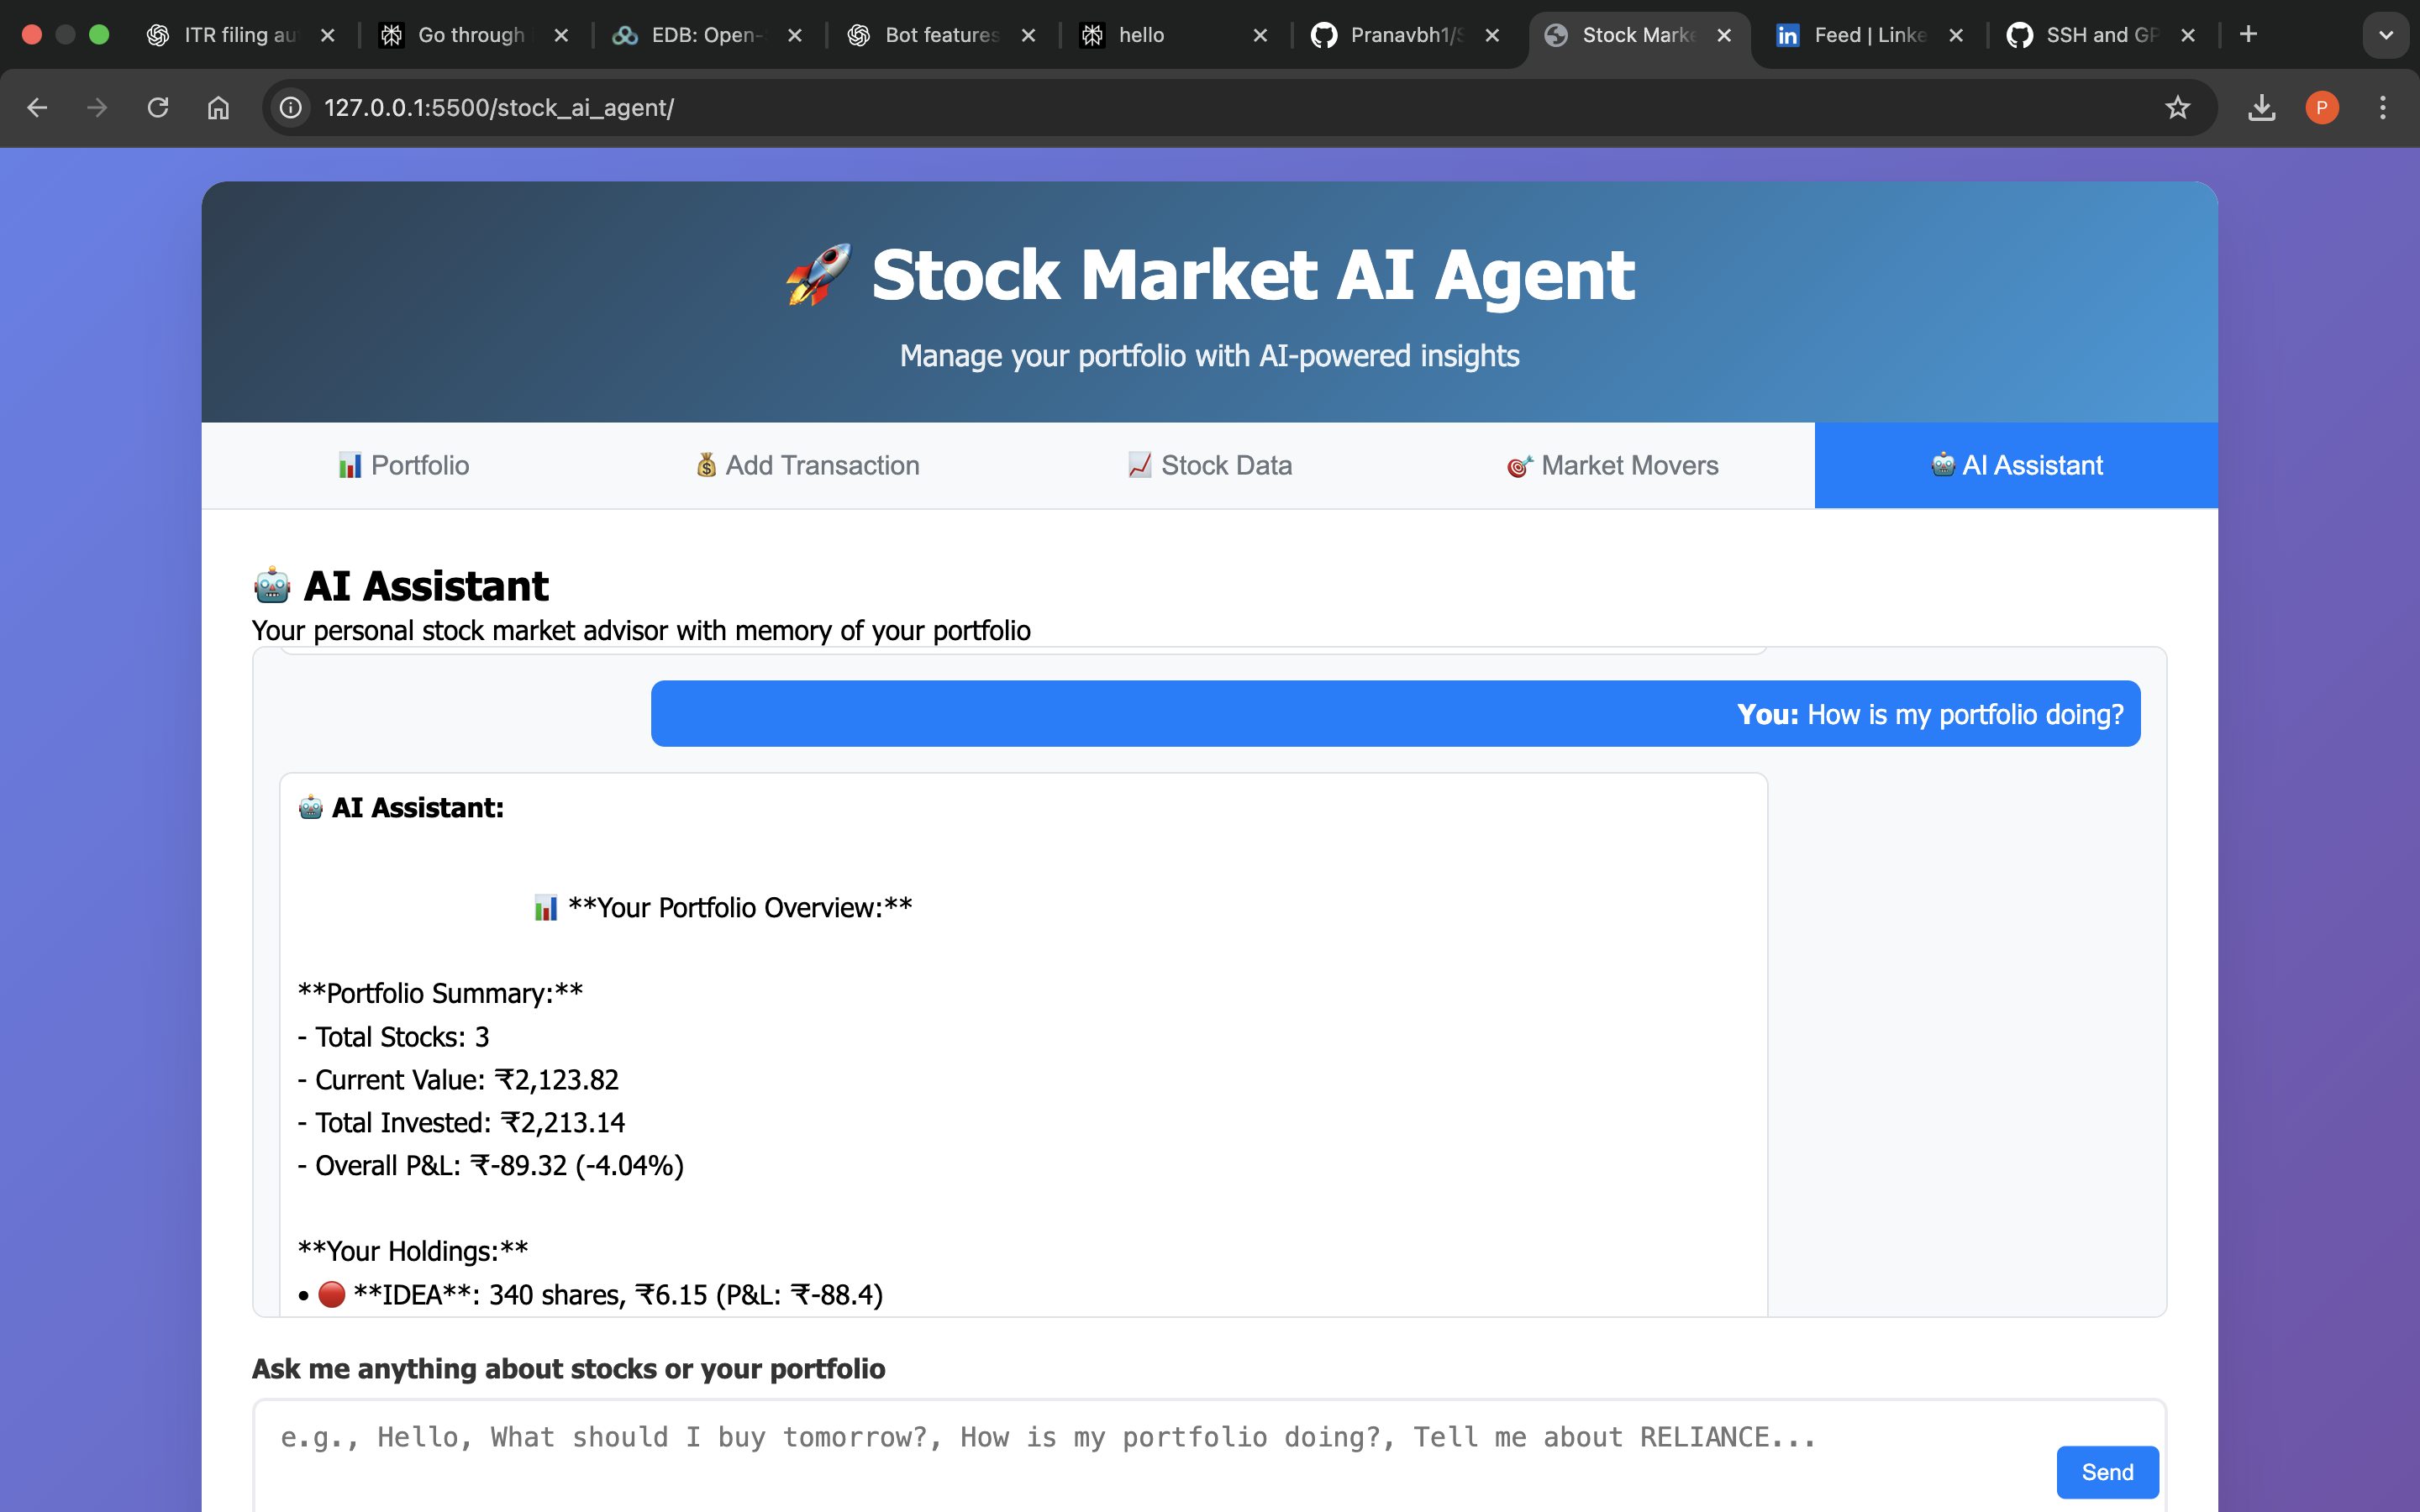 ITR filing au
Go through
EDB: Open-
Bot features
hello
Pranavbh1/S
Stock Marke
Feed | Linke
SSH and GP
127.0.0.1:5500/stock_ai_agent/
P
🚀 Stock Market AI Agent
Manage your portfolio with AI-powered insights
📊 Portfolio
💰 Add Transaction
📈 Stock Data
🎯 Market Movers
🤖 AI Assistant
🤖 AI Assistant
Your personal stock market advisor with memory of your portfolio
You: How is my portfolio doing?
🤖 AI Assistant:
📊 **Your Portfolio Overview:**
**Portfolio Summary:**
- Total Stocks: 3
- Current Value: ₹2,123.82
- Total Invested: ₹2,213.14
- Overall P&L: ₹-89.32 (-4.04%)
**Your Holdings:**
• 🔴 **IDEA**: 340 shares, ₹6.15 (P&L: ₹-88.4)
Ask me anything about stocks or your portfolio
e.g., Hello, What should I buy tomorrow?, How is my portfolio doing?, Tell me about RELIANCE...
Send